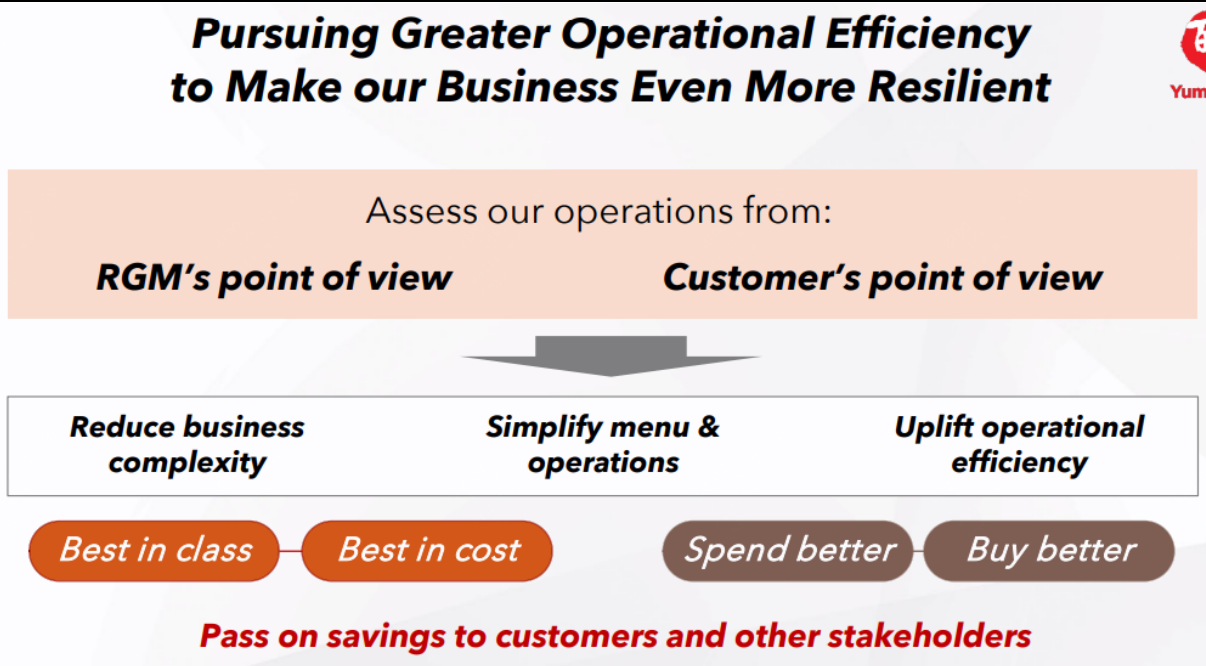 Pursuing Greater Operational Efficiency
to Make our Business Even More Resilient
Yum
Assess our operations from:
RGM’s point of view
Customer’s point of view
Reduce business
complexity
Simplify menu &
operations
Uplift operational
efficiency
Best in class
Best in cost
Spend better
Buy better
Pass on savings to customers and other stakeholders